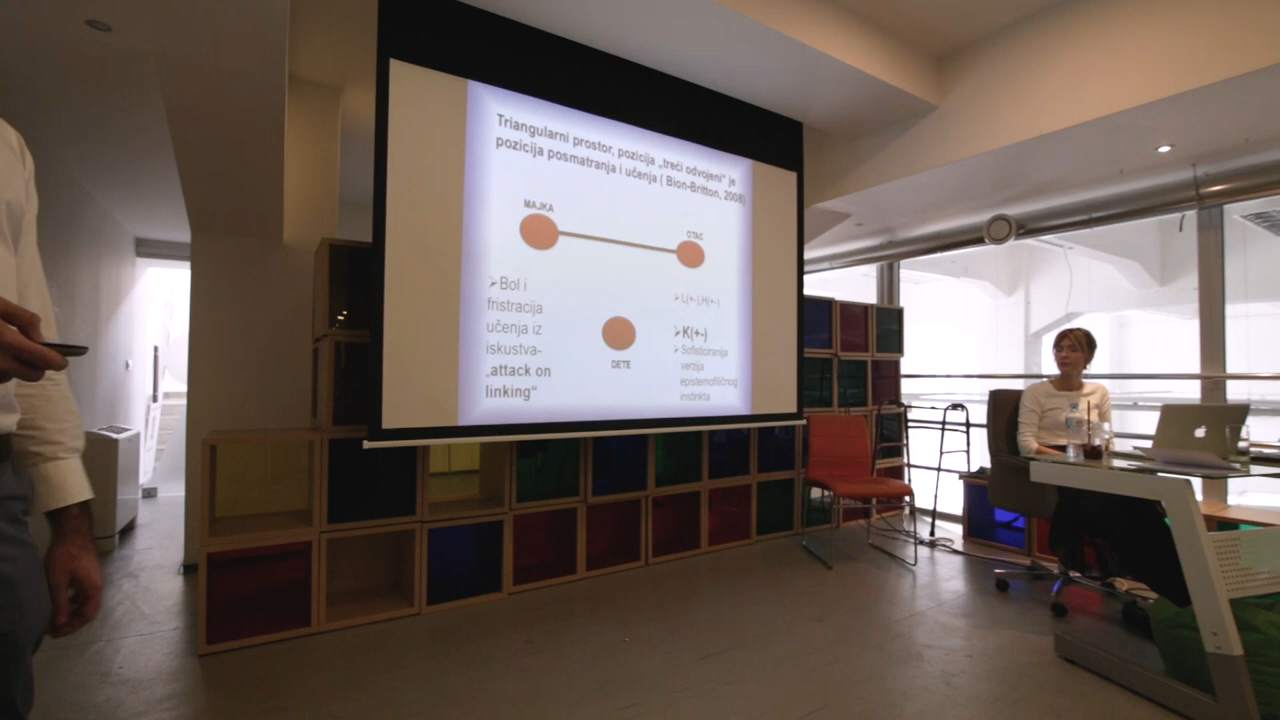 Triangularni prostor, pozicija „treći odvojeni“ je
pozicija posmatranja i učenja ( Bion-Britton, 2008)
MAJKA
OTAC
➢Bol i
fristracija
učenja iz
iskustva-
„attack on
linking“
DETE
➢L(+-),H(+-)
➢K(+-)
➢Sofisticiranija
verzija
epistemofiličnog
instinkta